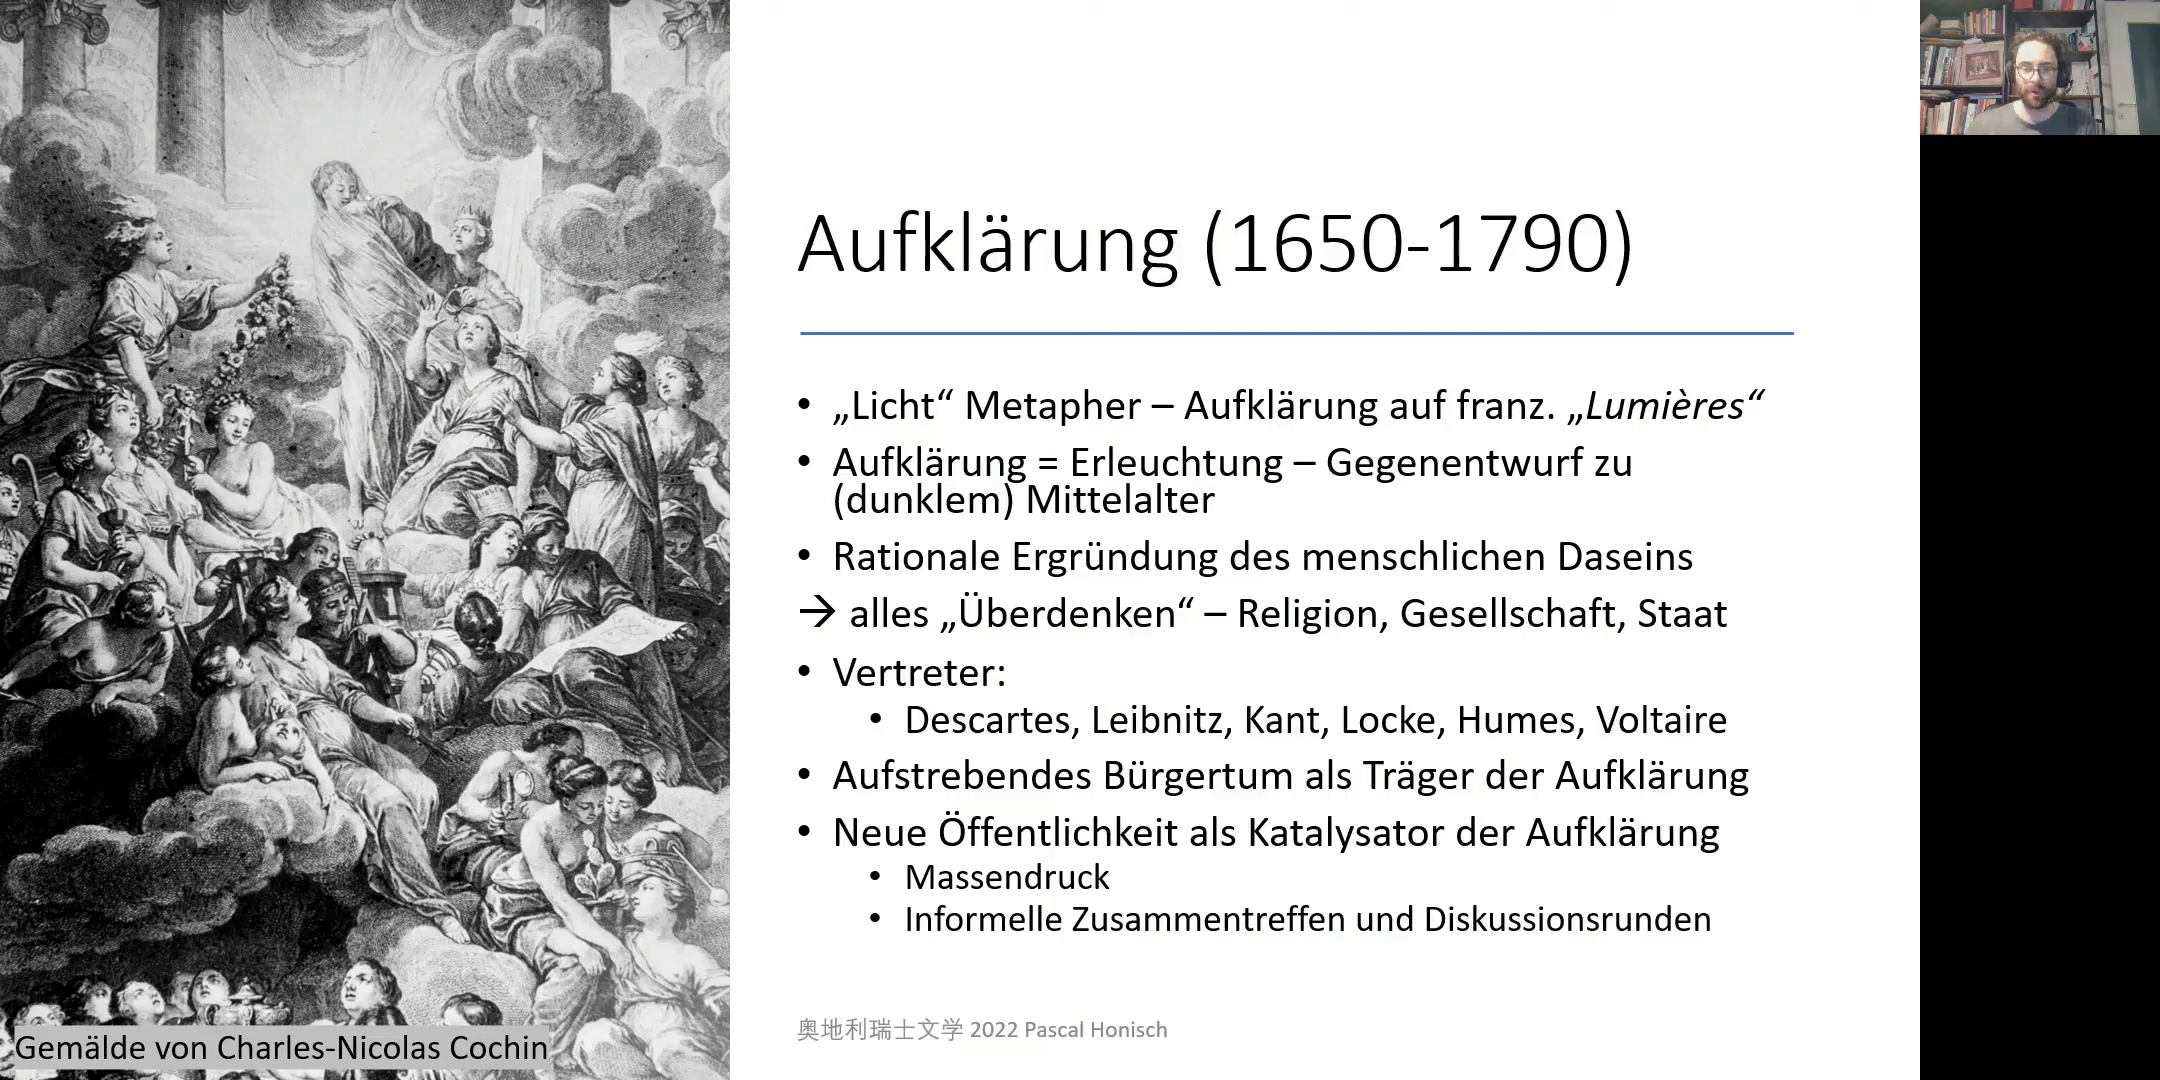 Aufklärung (1650-1790)
• „Licht“ Metapher – Aufklärung auf franz. „Lumières“
• Aufklärung = Erleuchtung – Gegenentwurf zu
(dunklem) Mittelalter
• Rationale Ergründung des menschlichen Daseins
→ alles „Überdenken“ – Religion, Gesellschaft, Staat
• Vertreter:
• Descartes, Leibnitz, Kant, Locke, Humes, Voltaire
• Aufstrebendes Bürgertum als Träger der Aufklärung
• Neue Öffentlichkeit als Katalysator der Aufklärung
• Massendruck
• Informelle Zusammentreffen und Diskussionsrunden
奥地利瑞士文学 2022 Pascal Honisch
Gemälde von Charles-Nicolas Cochin